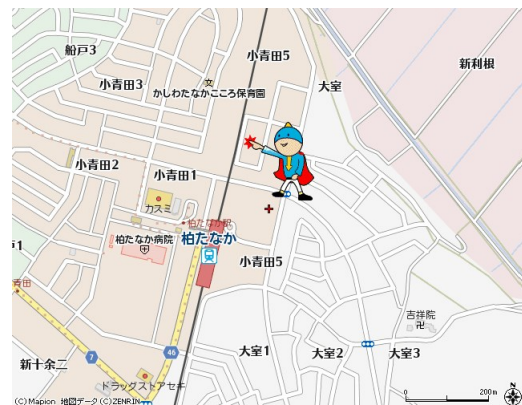 船戸3
小青田5
小青田3
かしわたなかこころ保育園
大室
新利根
小青田2
小青田1
カスミ
柏たなか駅
柏たなか
柏たなか病院
戸1
小青田5
青田
吉祥院
大室1
大室2
大室3
新十余二
7
46
ドラッグストアセキ
0
200m
(C)Mapion 地図データ(C)ZENRIN